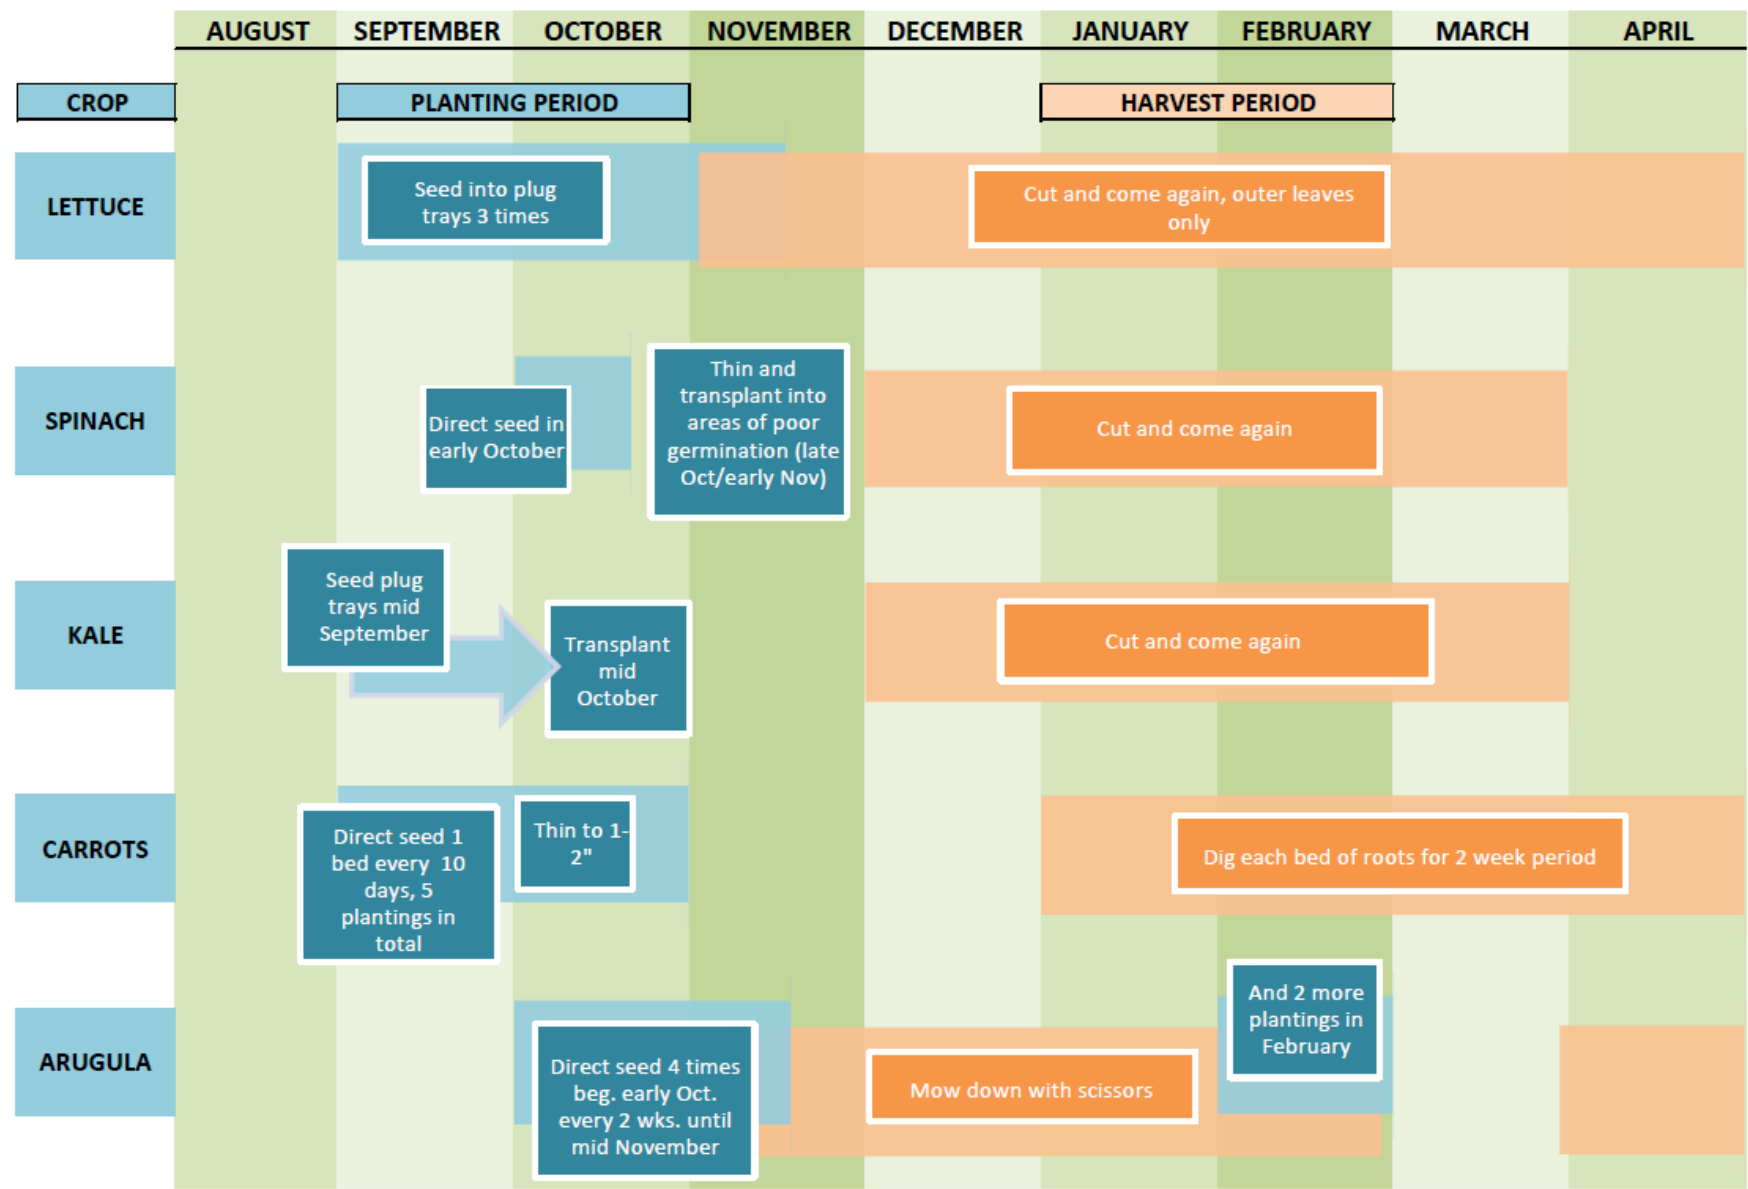 AUGUST SEPTEMBER OCTOBER NOVEMBER DECEMBER JANUARY FEBRUARY MARCH APRIL
CROP PLANTING PERIOD HARVEST PERIOD
LETTUCE
Seed into plug
trays 3 times
Cut and come again, outer leaves
only
SPINACH
Direct seed in
early October
Thin and
transplant into
areas of poor
germination (late
Oct/early Nov)
Cut and come again
KALE
Seed plug
trays mid
September
Transplant
mid
October
Cut and come again
CARROTS
Direct seed 1
bed every 10
days, 5
plantings in
total
Thin to 1-
2"
Dig each bed of roots for 2 week period
ARUGULA
Direct seed 4 times
beg. early Oct.
every 2 wks. until
mid November
Mow down with scissors
And 2 more
plantings in
February